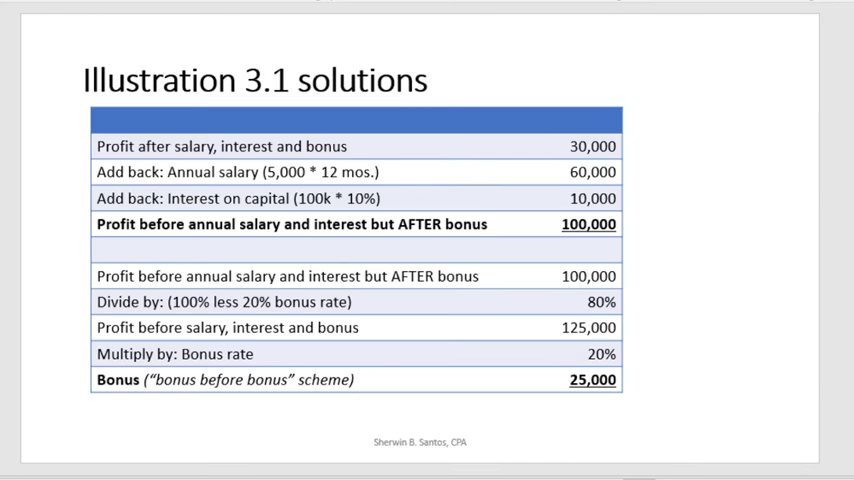 Illustration 3.1 solutions
Profit after salary, interest and bonus 30,000
Add back: Annual salary (5,000 * 12 mos.) 60,000
Add back: Interest on capital (100k * 10%) 10,000
Profit before annual salary and interest but AFTER bonus 100,000
Profit before annual salary and interest but AFTER bonus 100,000
Divide by: (100% less 20% bonus rate) 80%
Profit before salary, interest and bonus 125,000
Multiply by: Bonus rate 20%
Bonus (“bonus before bonus” scheme) 25,000
Sherwin B. Santos, CPA